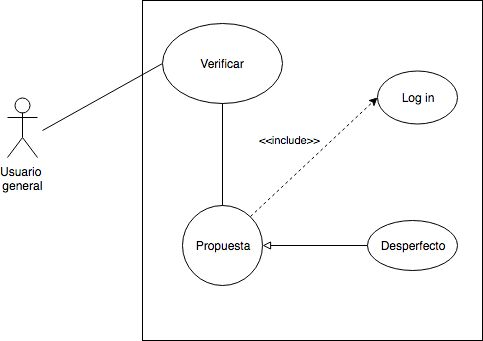 Verificar
Log in
<<include>>
Usuario
general
Propuesta
Desperfecto